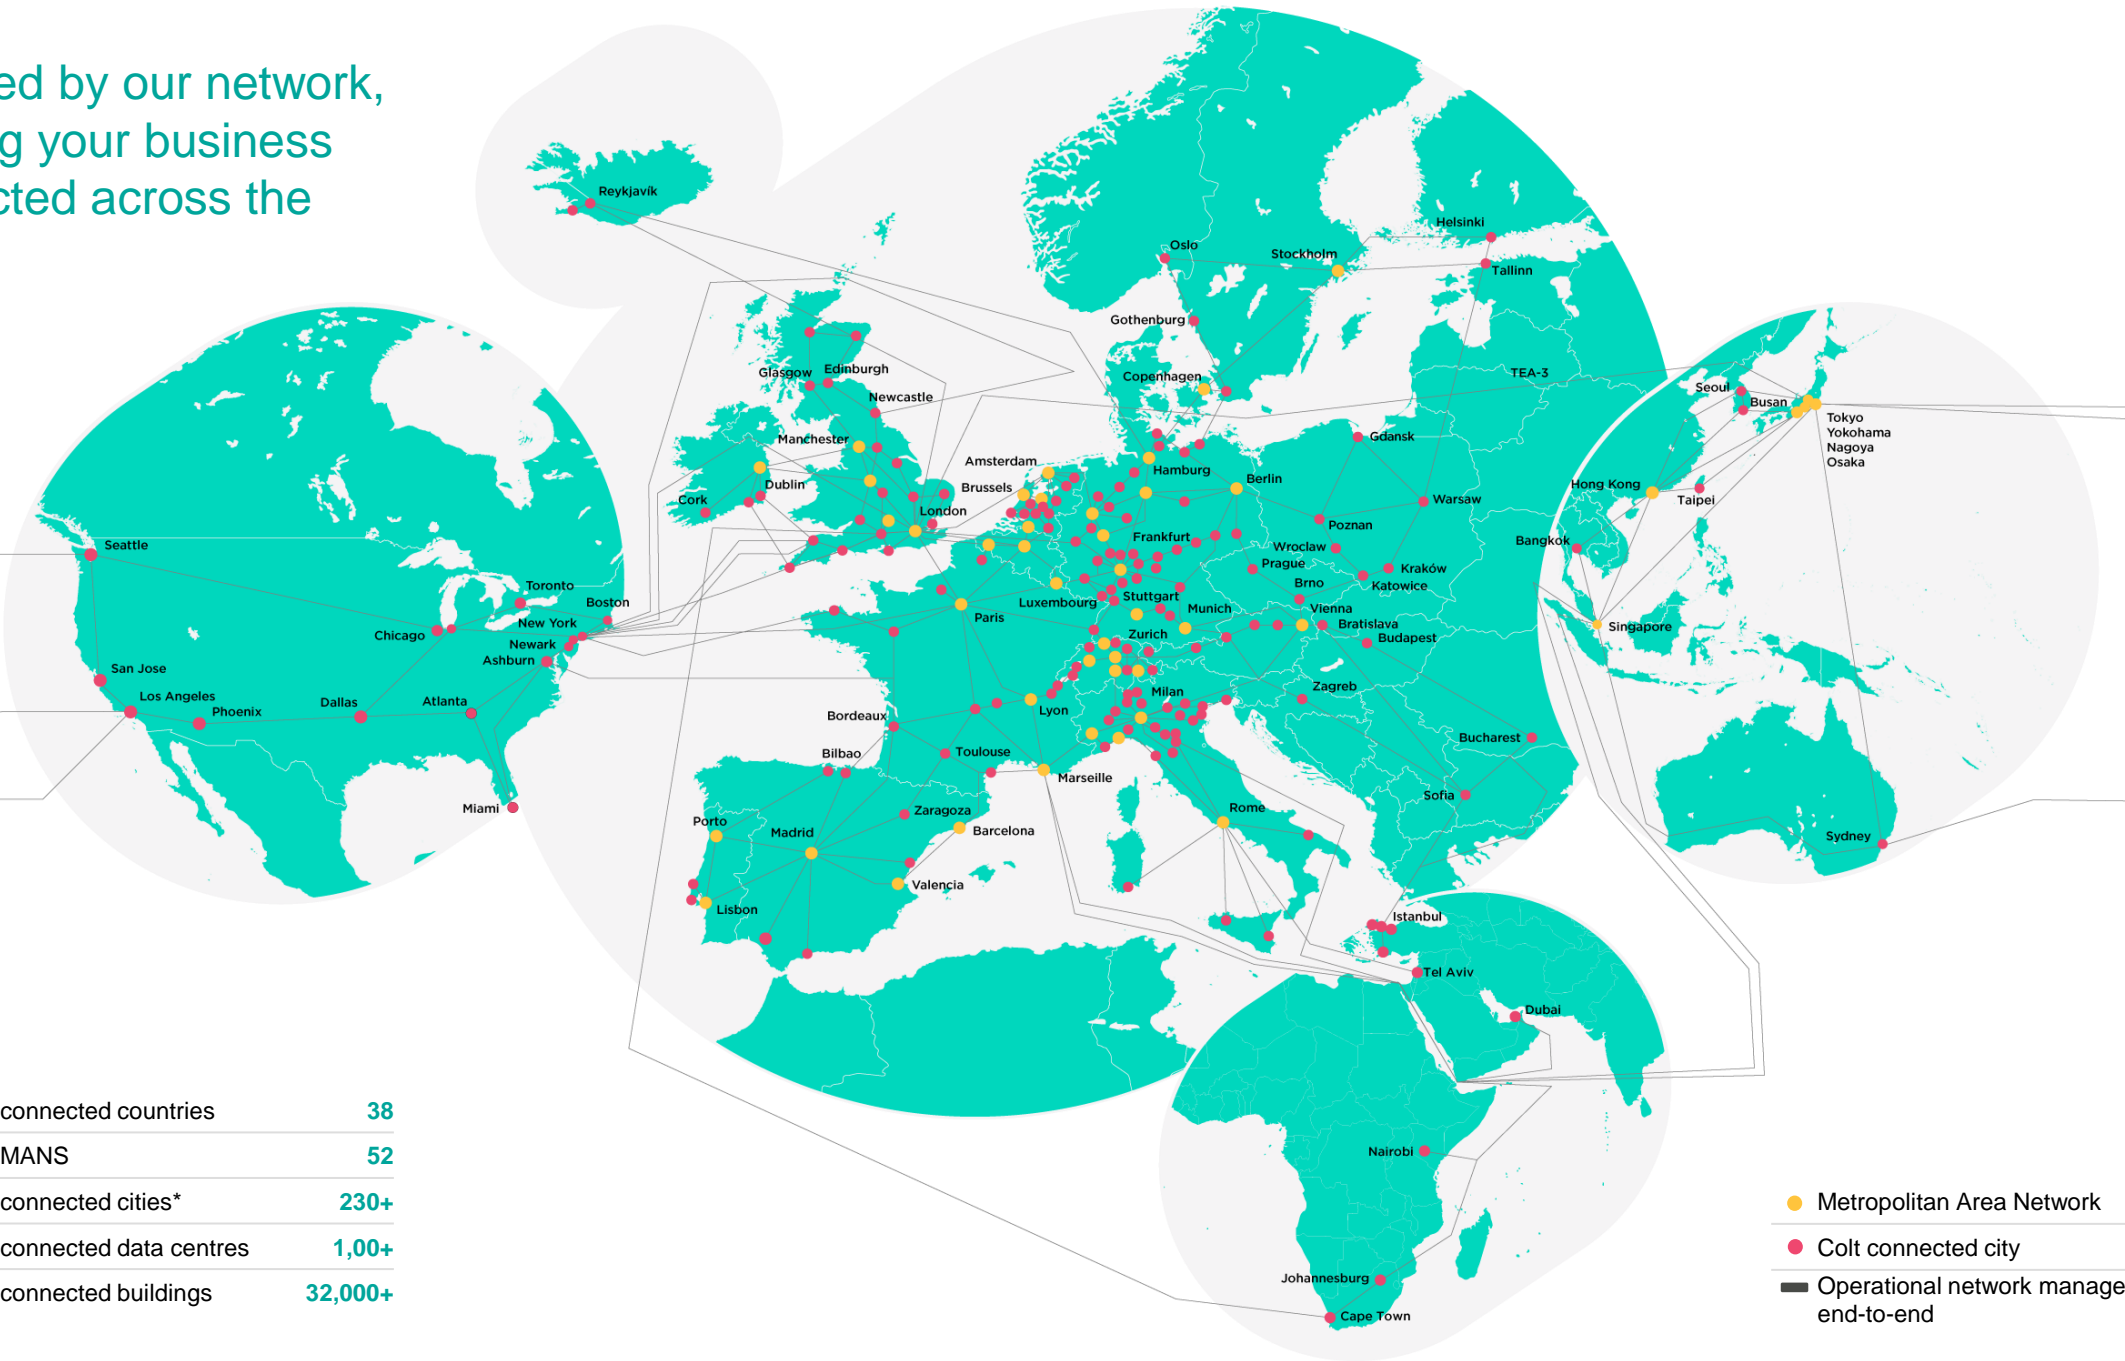 ed by our network,
g your business
cted across the
Reykjavík
Helsinki
Oslo
Stockholm
Tallinn
Gothenburg
Copenhagen
TEA-3
Glasgow
Edinburgh
Newcastle
Manchester
Dublin
Cork
London
Amsterdam
Brussels
Hamburg
Berlin
Gdansk
Warsaw
Poznan
Wroclaw
Frankfurt
Prague
Kraków
Katowice
Brno
Luxembourg
Stuttgart
Munich
Vienna
Bratislava
Budapest
Paris
Zurich
Milan
Zagreb
Lyon
Bordeaux
Bilbao
Toulouse
Marseille
Bucharest
Sofia
Zaragoza
Barcelona
Porto
Madrid
Valencia
Lisbon
Rome
Istanbul
Tel Aviv
Dubai
Nairobi
Johannesburg
Cape Town
Seattle
Toronto
Boston
New York
Chicago
Newark
Ashburn
San Jose
Los Angeles
Phoenix
Dallas
Atlanta
Miami
Seoul
Busan
Tokyo
Yokohama
Nagoya
Osaka
Hong Kong
Taipei
Bangkok
Singapore
Sydney
connected countries 38
MANS 52
connected cities* 230+
connected data centres 1,00+
connected buildings 32,000+
Metropolitan Area Network
Colt connected city
Operational network manage
end-to-end